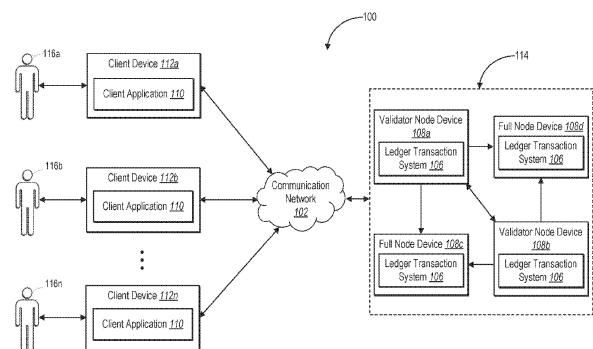 100
116a
Client Device 112a
Client Application 110
114
Validator Node Device
108a
Ledger Transaction
System 106
Full Node Device 108d
Ledger Transaction
System 106
116b
Client Device 112b
Client Application 110
Communication
Network
102
Full Node Device 108c
Ledger Transaction
System 106
Validator Node Device
108b
Ledger Transaction
System 106
116n
Client Device 112n
Client Application 110